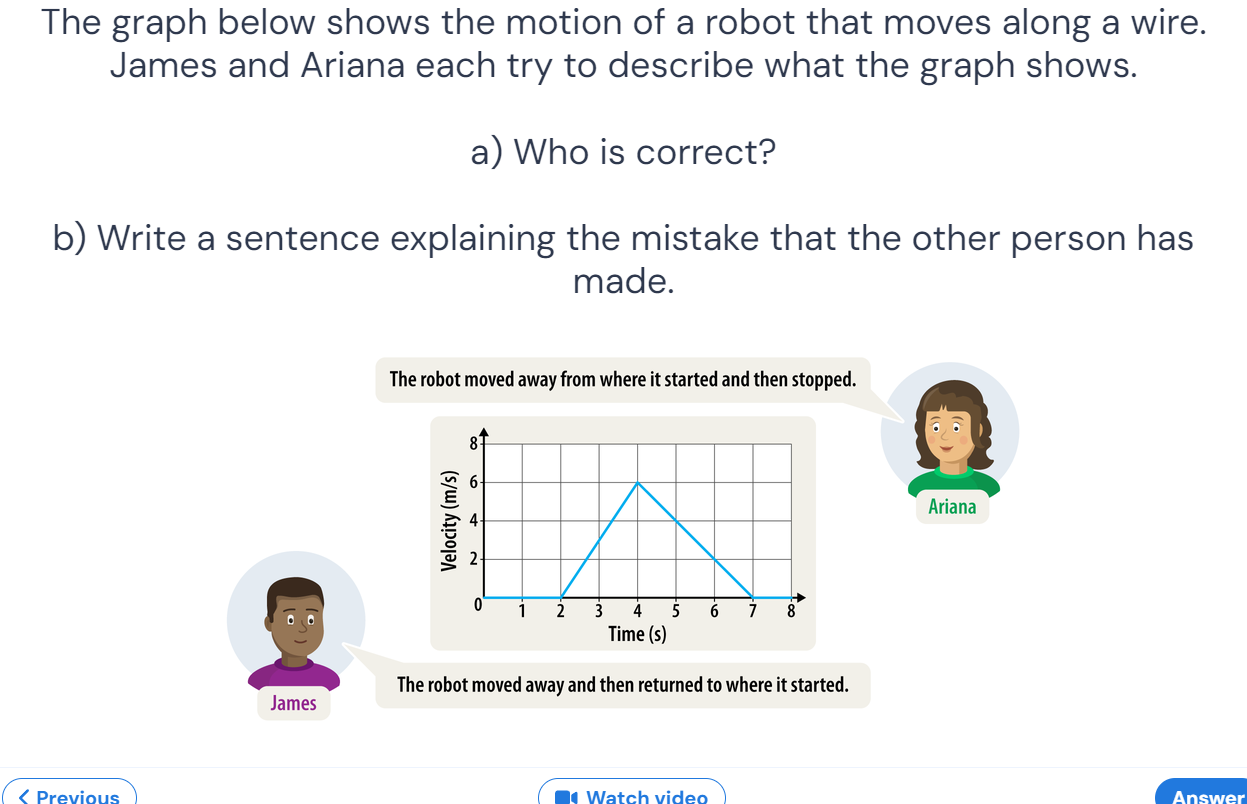 The graph below shows the motion of a robot that moves along a wire.
James and Ariana each try to describe what the graph shows.
a) Who is correct?
b) Write a sentence explaining the mistake that the other person has
made.
The robot moved away from where it started and then stopped.
Ariana
8
6
4
2
0
Velocity (m/s)
1 2 3 4 5 6 7 8
Time (s)
The robot moved away and then returned to where it started.
James
Previous
Watch video
Answer